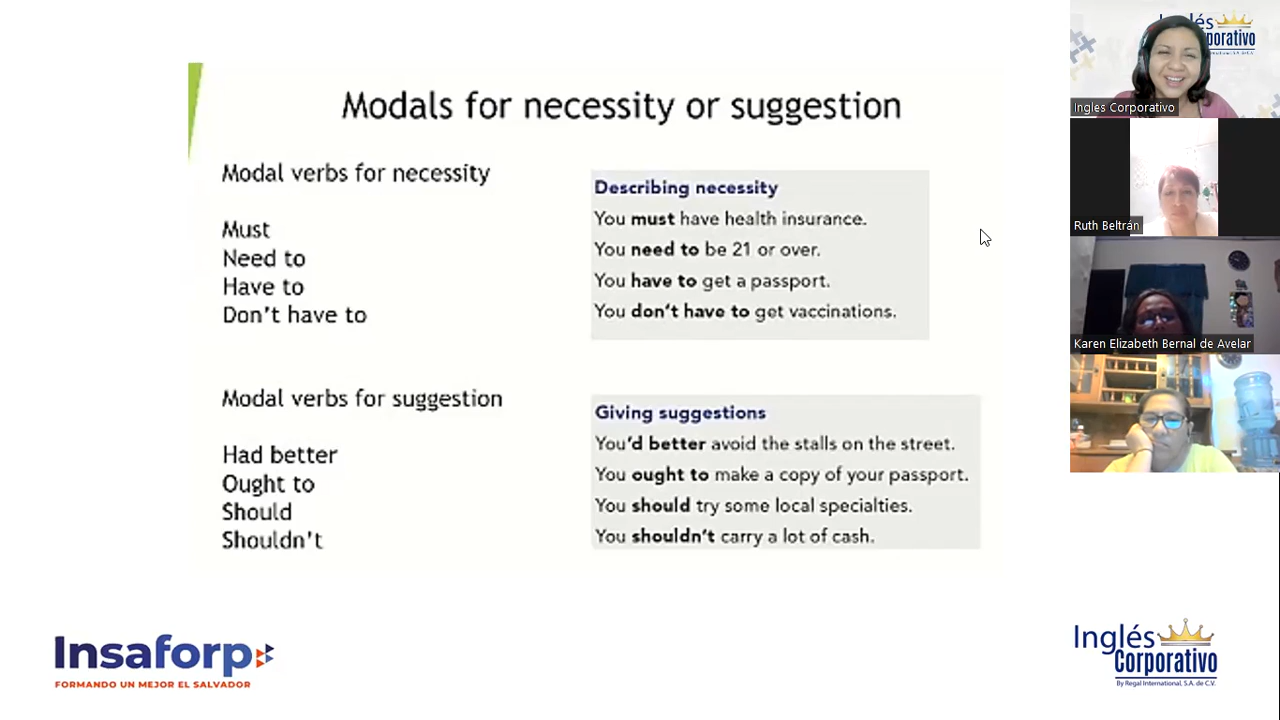 Modals for necessity or suggestion
Modal verbs for necessity
Must
Need to
Have to
Don't have to
Describing necessity
You must have health insurance.
You need to be 21 or over.
You have to get a passport.
You don't have to get vaccinations.
Modal verbs for suggestion
Had better
Ought to
Should
Shouldn't
Giving suggestions
You'd better avoid the stalls on the street.
You ought to make a copy of your passport.
You should try some local specialties.
You shouldn't carry a lot of cash.
Insaforp
FORMANDO UN MEJOR EL SALVADOR
Inglés
Corporativo
By Regal International, S.A. de C.V.
Ingles Corporativo
Ruth Beltrán
Karen Elizabeth Bernal de Avelar